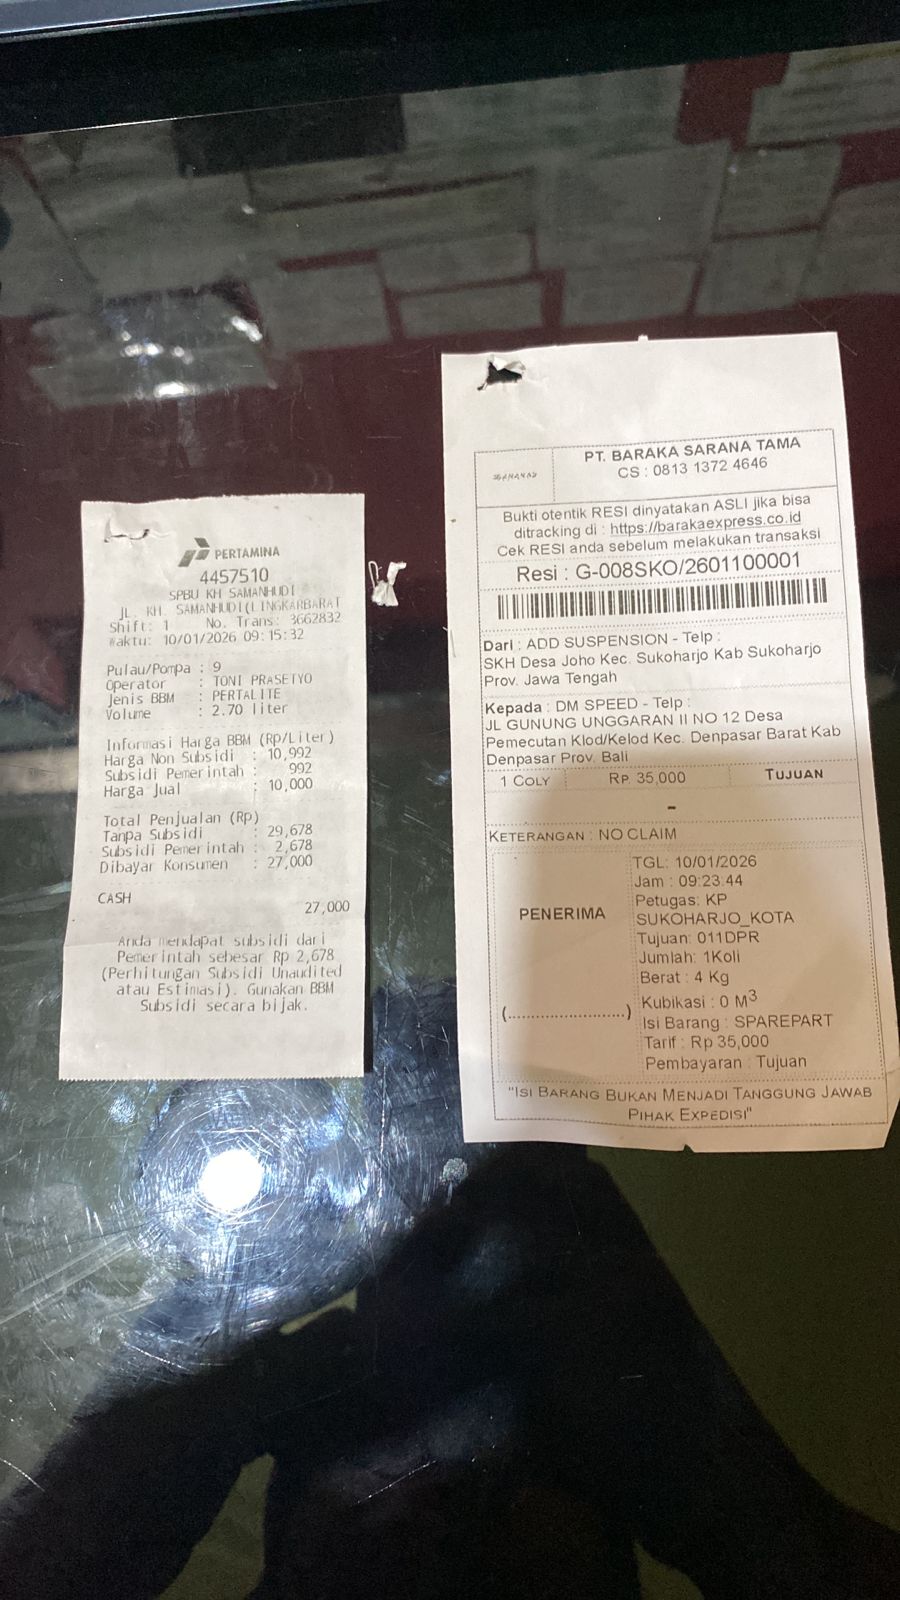 PERTAMINA
4457510
SPBU KH SAMANHUDI
JL. KH. SAMANHUDI(LINGKARBARAT
Shift: 1 No. Trans: 3662832
Waktu: 10/01/2026 09:15:32
Pulau/Pompa : 9
Operator : TONI PRASETYO
Jenis BBM : PERTALITE
Volume : 2.70 liter
Informasi Harga BBM (Rp/Liter)
Harga Non Subsidi : 10,992
Subsidi Pemerintah : 992
Harga Jual : 10,000
Total Penjualan (Rp)
Tanpa Subsidi : 29,678
Subsidi Pemerintah : 2,678
Dibayar Konsumen : 27,000
CASH
27,000
Anda mendapat subsidi dari
Pemerintah sebesar Rp 2,678
(Perhitungan Subsidi Unaudited
atau Estimasi). Gunakan BBM
Subsidi secara bijak.
PT. BARAKA SARANA TAMA
CS : 0813 1372 4646
Bukti otentik RESI dinyatakan ASLI jika bisa
ditracking di : https://barakaexpress.co.id
Cek RESI anda sebelum melakukan transaksi
Resi : G-008SKO/2601100001
Dari : ADD SUSPENSION - Telp :
SKH Desa Joho Kec. Sukoharjo Kab Sukoharjo
Prov. Jawa Tengah
Kepada : DM SPEED - Telp :
JL GUNUNG UNGGARAN II NO 12 Desa
Pemecutan Klod/Kelod Kec. Denpasar Barat Kab
Denpasar Prov. Bali
1 COLY RP 35,000 TUJUAN
-
KETERANGAN : NO CLAIM
PENERIMA
(..............................)
TGL: 10/01/2026
Jam : 09:23:44
Petugas: KP
SUKOHARJO_KOTA
Tujuan: 011DPR
Jumlah: 1Koli
Berat : 4 Kg
Kubikasi : 0 M³
Isi Barang : SPAREPART
Tarif : Rp 35,000
Pembayaran : Tujuan
"ISI BARANG BUKAN MENJADI TANGGUNG JAWAB
PIHAK EXPEDISI"